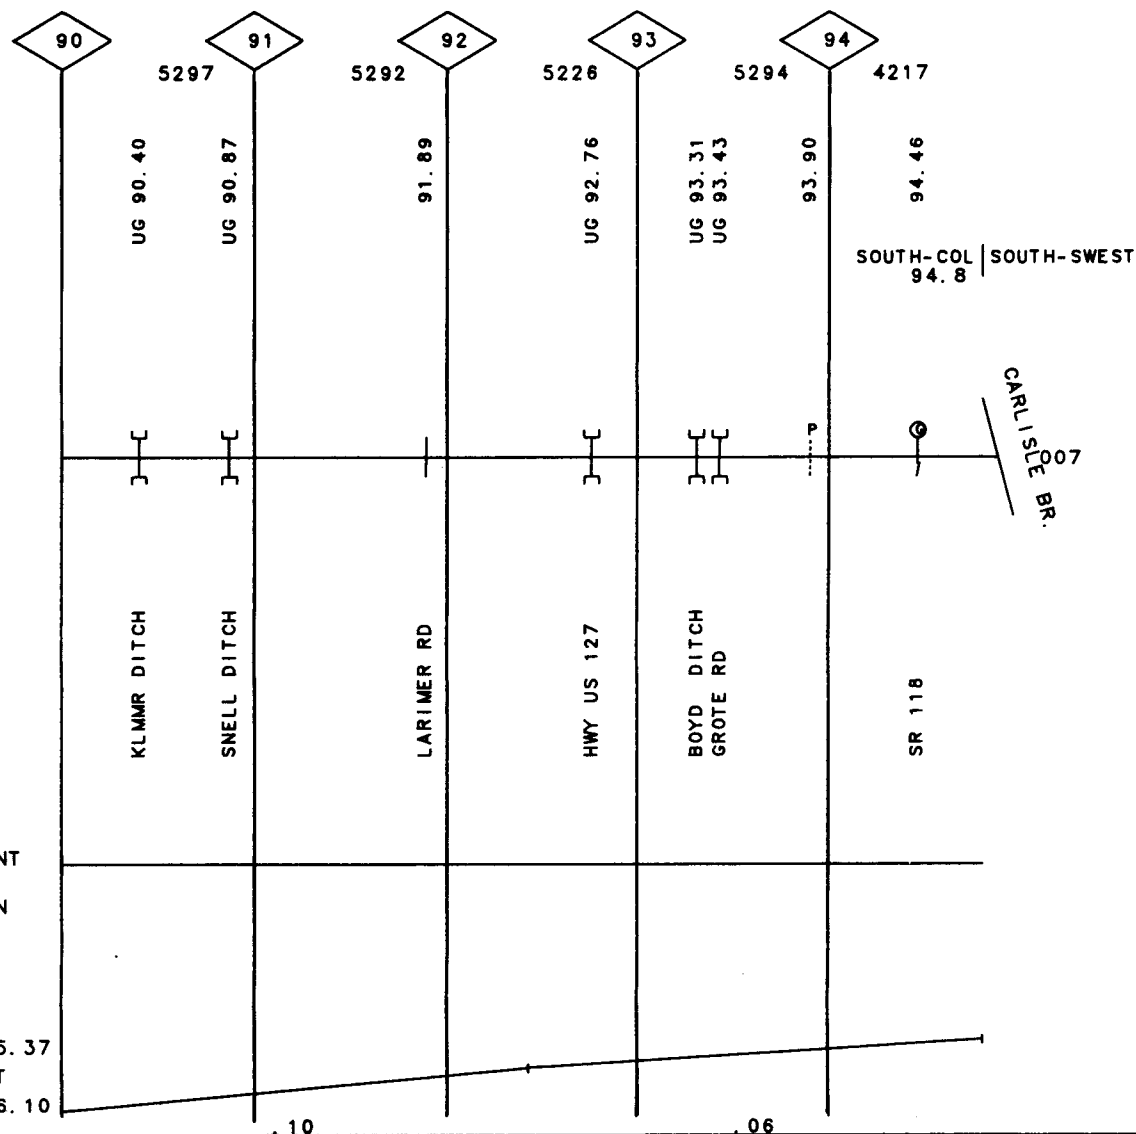 90 91 92 93 94
5297 5292 5226 5294 4217
UG 90.40
UG 90.87
91.89
UG 92.76
UG 93.31
UG 93.43
93.90
94.46
SOUTH-COL | SOUTH-SWEST
94.8
P
G
CARLISLE BR.
007
KLMMR DITCH
SNELL DITCH
LARIMER RD
HWY US 127
BOYD DITCH
GROTE RD
SR 118
NT
N
5.37
T
6.10
.10 .06